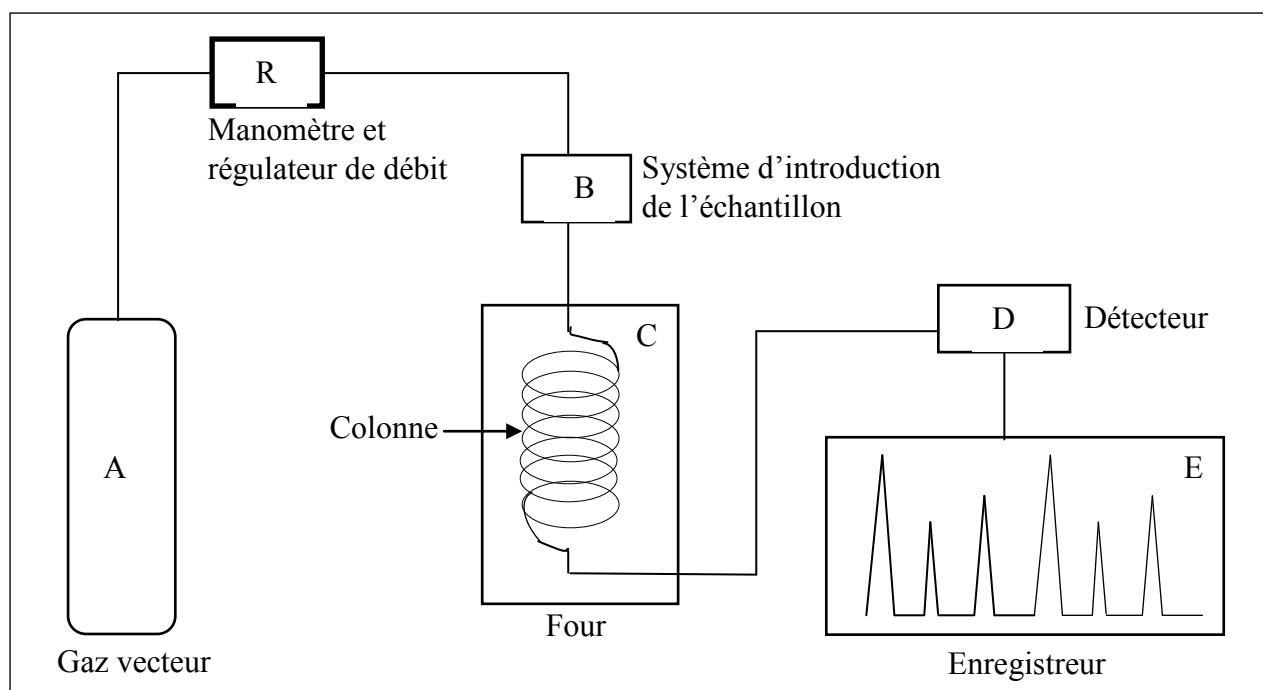 R
Manomètre et
régulateur de débit
B
Système d’introduction
de l’échantillon
C
D
Détecteur
Colonne
A
E
Four
Gaz vecteur
Enregistreur